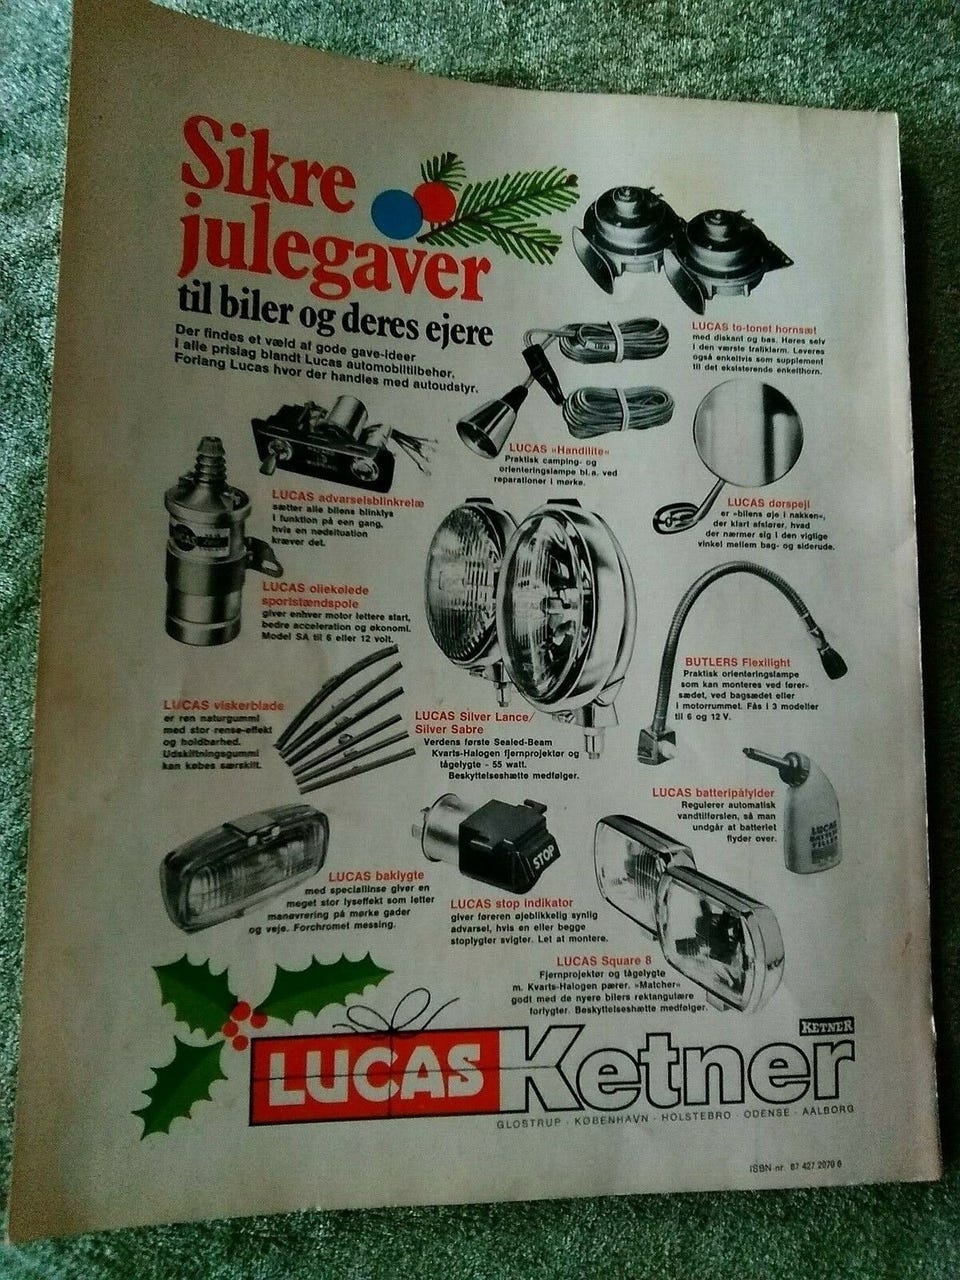 Sikre
julegaver
til biler og deres ejere
Der findes et væld af gode gave-ideer
i alle prislag blandt Lucas automobiltilbehør.
Forlang Lucas hvor der handles med autoudstyr.
LUCAS to-tonet hornsæt
med diskant og bas. Høres selv
i den værste trafiklarm. Leveres
også enkeltvis som supplement
til det eksisterende enkelthorn.
LUCAS »Handilite«
Praktisk camping- og
orienteringslampe bl.a. ved
reparationer i mørke.
LUCAS advarselsblinkrelæ
sætter alle bilens blinklys
i funktion på een gang,
hvis en nødsituation
kræver det.
LUCAS dørspejl
er »bilens øje i nakken«,
der klart afslører, hvad
der nærmer sig i den vigtige
vinkel mellem bag- og siderude.
LUCAS oliekølede
sportstændspole
giver enhver motor lettere start,
bedre acceleration og økonomi.
Model SA til 6 eller 12 volt.
BUTLERS Flexilight
Praktisk orienteringslampe
som kan monteres ved fører-
sædet, ved bagsædet eller
i motorrummet. Fås i 3 modeller
til 6 og 12 V.
LUCAS viskerblade
er ren naturgummi
med stor rense-effekt
og holdbarhed.
Udskiftningsgummi
kan købes særskilt.
LUCAS Silver Lance/
Silver Sabre
Verdens første Sealed-Beam
Kvarts-Halogen fjernprojektør og
tågelygte - 55 watt.
Beskyttelseshætte medfølger.
LUCAS batteripåfylder
Regulerer automatisk
vandtilførslen, så man
undgår at batteriet
flyder over.
LUCAS
BATTERY
FILLER
STOP
LUCAS baklygte
med speciallinse giver en
meget stor lyseffekt som letter
manøvrering på mørke gader
og veje. Forchromet messing.
LUCAS stop indikator
giver føreren øjeblikkelig synlig
advarsel, hvis en eller begge
stoplygter svigter. Let at montere.
LUCAS Square 8
Fjernprojektør og tågelygte
m. Kvarts-Halogen pærer. »Matcher«
godt med de nyere bilers rektangulære
forlygter. Beskyttelseshætte medfølger.
LUCAS Ketner
KETNER
GLOSTRUP · KØBENHAVN · HOLSTEBRO · ODENSE · AALBORG
ISBN nr. 87 427 2079 6